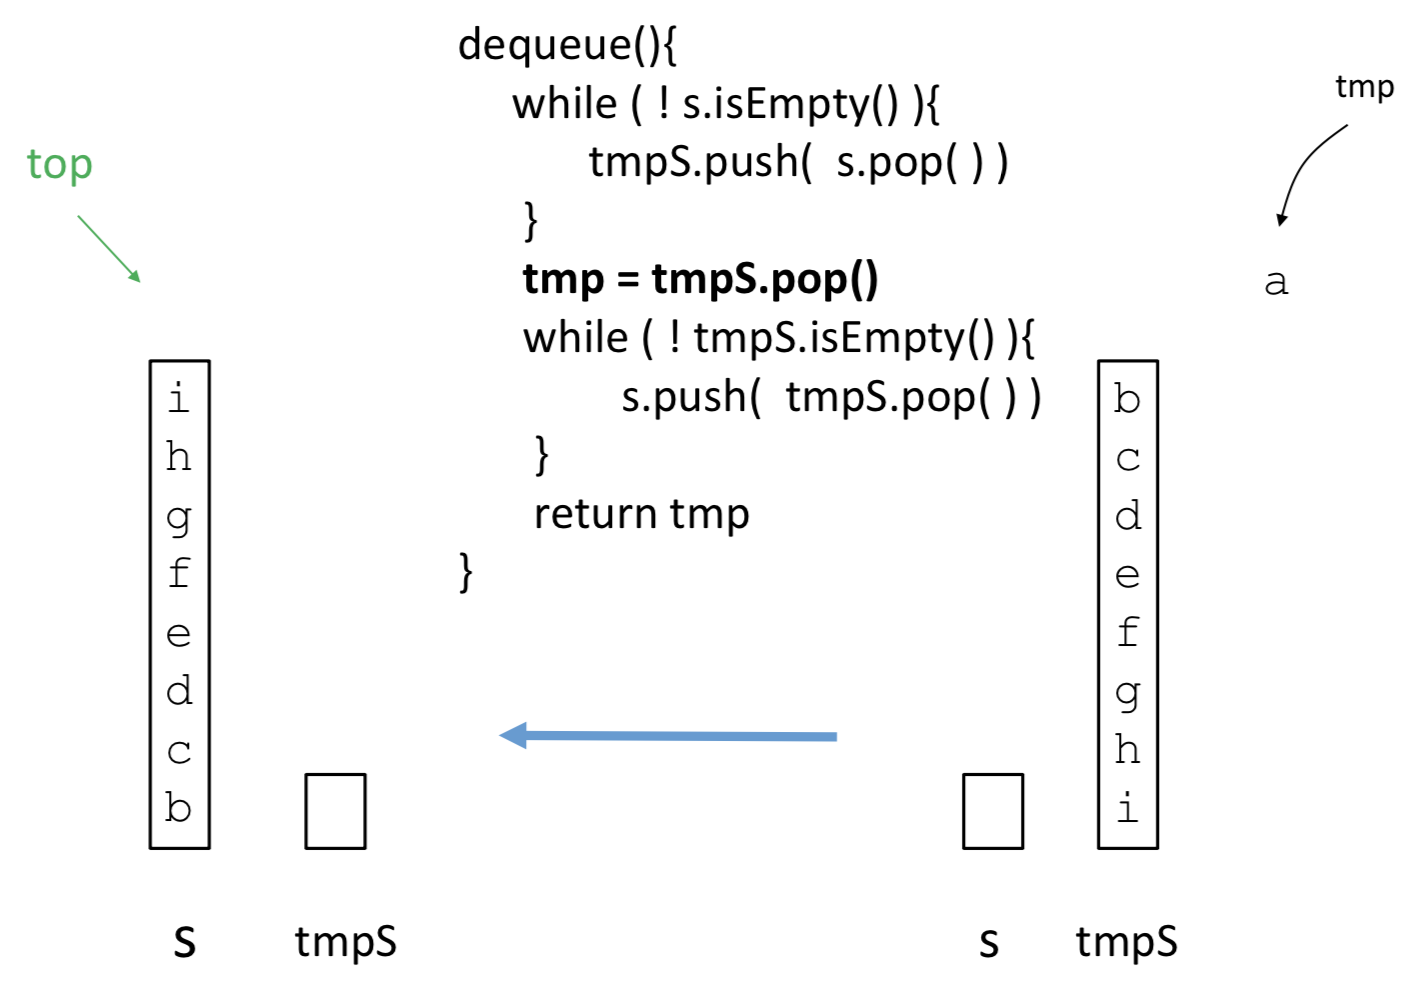 dequeue(){
while ( ! s.isEmpty() ){
tmpS.push( s.pop( ) )
}
tmp = tmpS.pop()
while ( ! tmpS.isEmpty() ){
s.push( tmpS.pop( ) )
}
return tmp
}
top
i
h
g
f
e
d
c
b
s
tmpS
tmp
a
b
c
d
e
f
g
h
i
s
tmpS